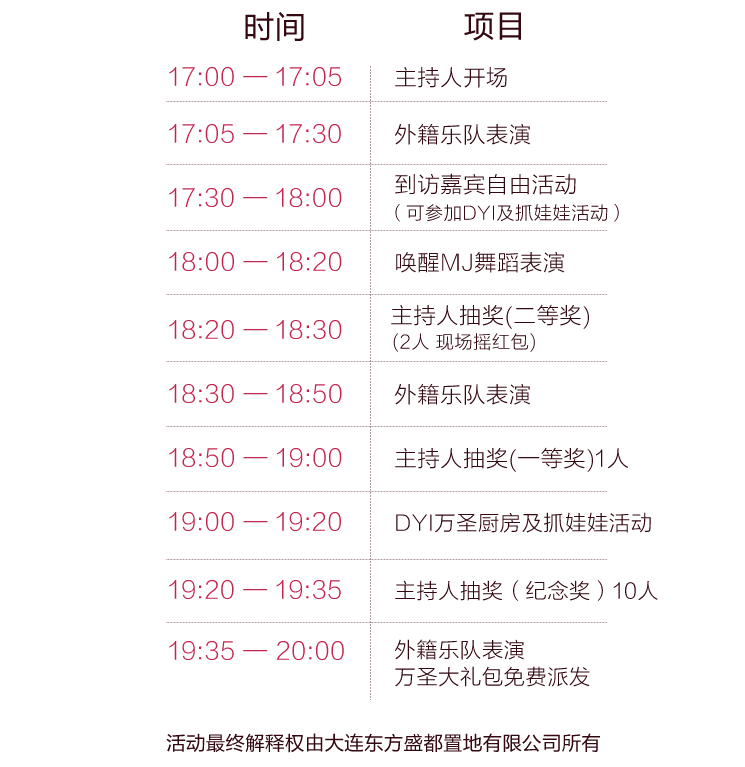 时间 项目
17:00 — 17:05 主持人开场
17:05 — 17:30 外籍乐队表演
17:30 — 18:00 到访嘉宾自由活动
（可参加DYI及抓娃娃活动）
18:00 — 18:20 唤醒MJ舞蹈表演
18:20 — 18:30 主持人抽奖(二等奖)
(2人 现场摇红包)
18:30 — 18:50 外籍乐队表演
18:50 — 19:00 主持人抽奖(一等奖)1人
19:00 — 19:20 DYI万圣厨房及抓娃娃活动
19:20 — 19:35 主持人抽奖（纪念奖）10人
19:35 — 20:00 外籍乐队表演
万圣大礼包免费派发
活动最终解释权由大连东方盛都置地有限公司所有